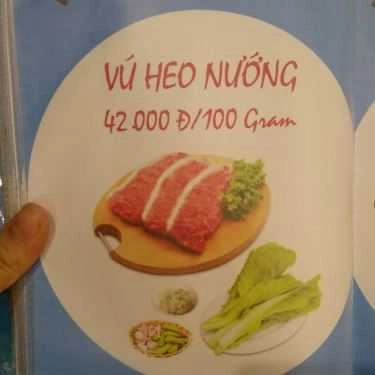 VÚ HEO NƯỚNG
42.000 Đ/100 Gram